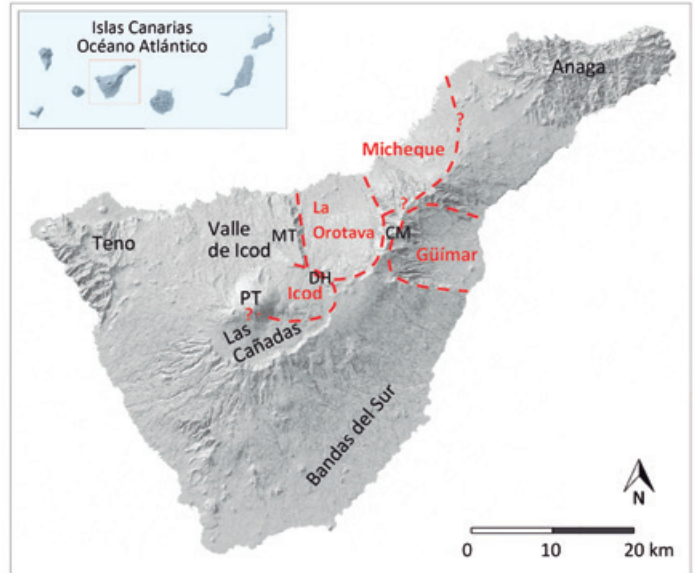 Islas Canarias
Océano Atlántico
Anaga
?
Micheque
?
La
Orotava
Valle
de Icod
MT
CM
Teno
Güímar
DH
Icod
PT
?
Las
Cañadas
Bandas del Sur
N
0 10 20 km